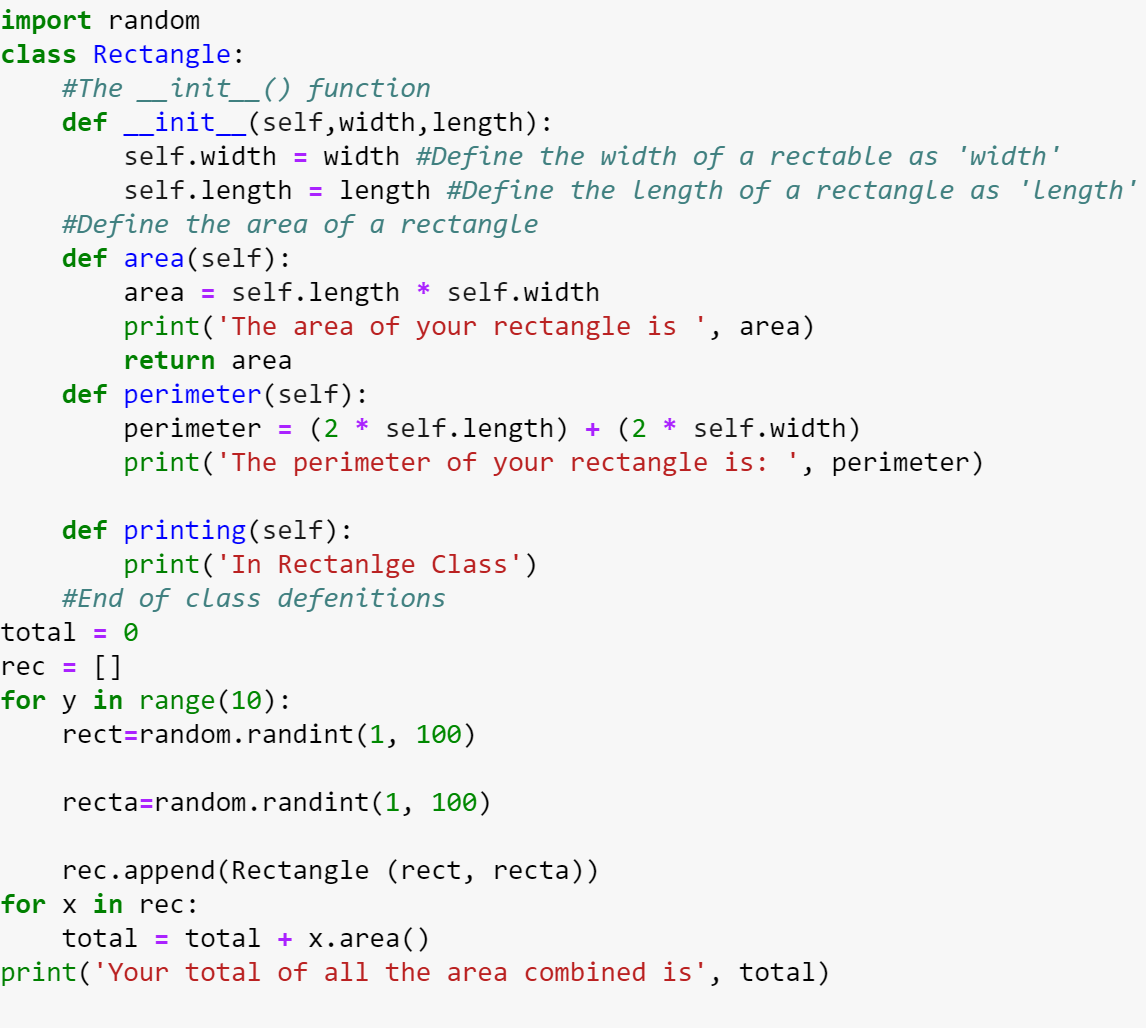 import random
class Rectangle:
    #The __init__() function
    def __init__(self,width,length):
        self.width = width #Define the width of a rectable as 'width'
        self.length = length #Define the length of a rectangle as 'length'
    #Define the area of a rectangle
    def area(self):
        area = self.length * self.width
        print('The area of your rectangle is ', area)
        return area
    def perimeter(self):
        perimeter = (2 * self.length) + (2 * self.width)
        print('The perimeter of your rectangle is: ', perimeter)

    def printing(self):
        print('In Rectanlge Class')
    #End of class defenitions
total = 0
rec = []
for y in range(10):
    rect=random.randint(1, 100)

    recta=random.randint(1, 100)

    rec.append(Rectangle (rect, recta))
for x in rec:
    total = total + x.area()
print('Your total of all the area combined is', total)